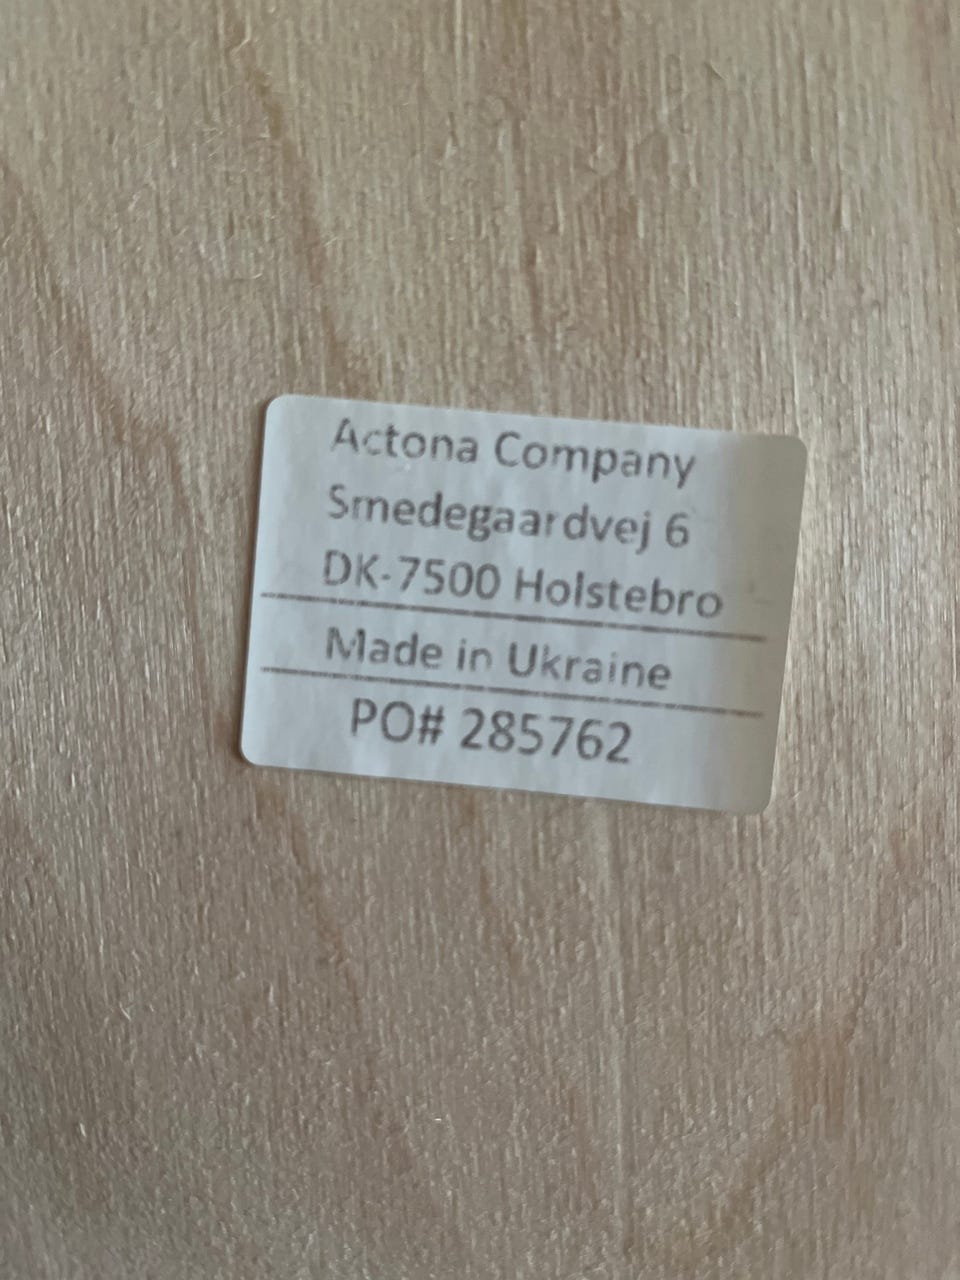 Actona Company
Smedegaardvej 6
DK-7500 Holstebro
Made in Ukraine
PO# 285762